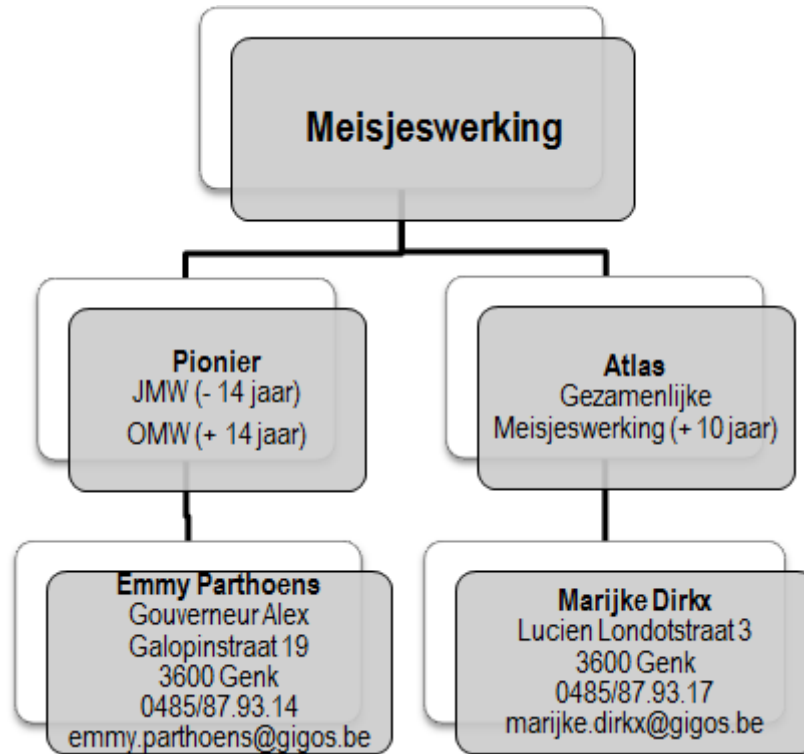 Meisjeswerking
Pionier
JMW (- 14 jaar)
OMW (+ 14 jaar)
Atlas
Gezamenlijke
Meisjeswerking (+ 10 jaar)
Emmy Parthoens
Gouverneur Alex
Galopinstraat 19
3600 Genk
0485/87.93.14
emmy.parthoens@gigos.be
Marijke Dirkx
Lucien Londotstraat 3
3600 Genk
0485/87.93.17
marijke.dirkx@gigos.be